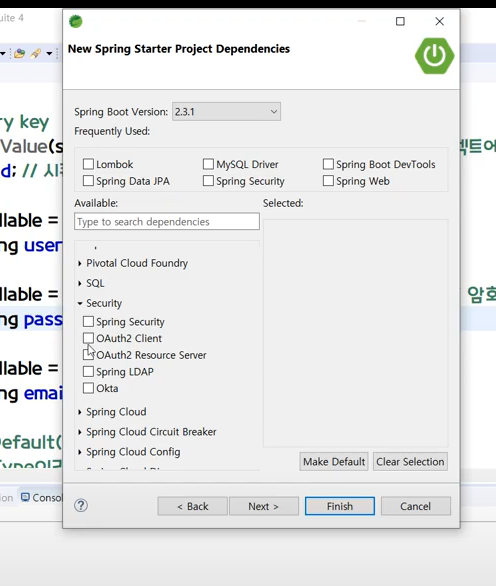 uite 4
New Spring Starter Project Dependencies
Spring Boot Version: 2.3.1
Frequently Used:
Lombok
MySQL Driver
Spring Boot DevTools
Spring Data JPA
Spring Security
Spring Web
Available:
Selected:
Type to search dependencies
Pivotal Cloud Foundry
SQL
Security
Spring Security
OAuth2 Client
OAuth2 Resource Server
Spring LDAP
Okta
Spring Cloud
Spring Cloud Circuit Breaker
Spring Cloud Config
Make Default
Clear Selection
? < Back
Next >
Finish
Cancel
ry key
Value(s
젝트에
d; // 시
llable =
ng user
llable =
암호
ng pass
llable =
ng emai
efault(
ion
Consol